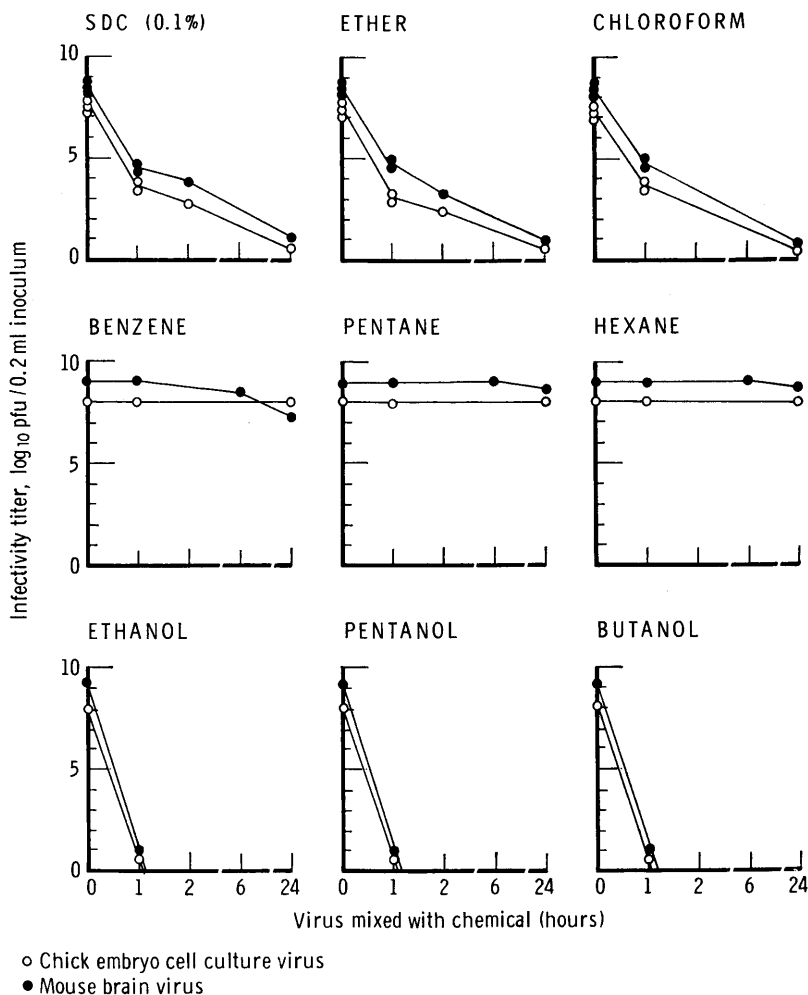 SDC (0.1%)
ETHER
CHLOROFORM
10
5
0
BENZENE
PENTANE
HEXANE
10
5
0
ETHANOL
PENTANOL
BUTANOL
10
5
0
0 1 2 6 24
0 1 2 6 24
0 1 2 6 24
Infectivity titer, log10 pfu/0.2 ml inoculum
Virus mixed with chemical (hours)
Chick embryo cell culture virus
Mouse brain virus